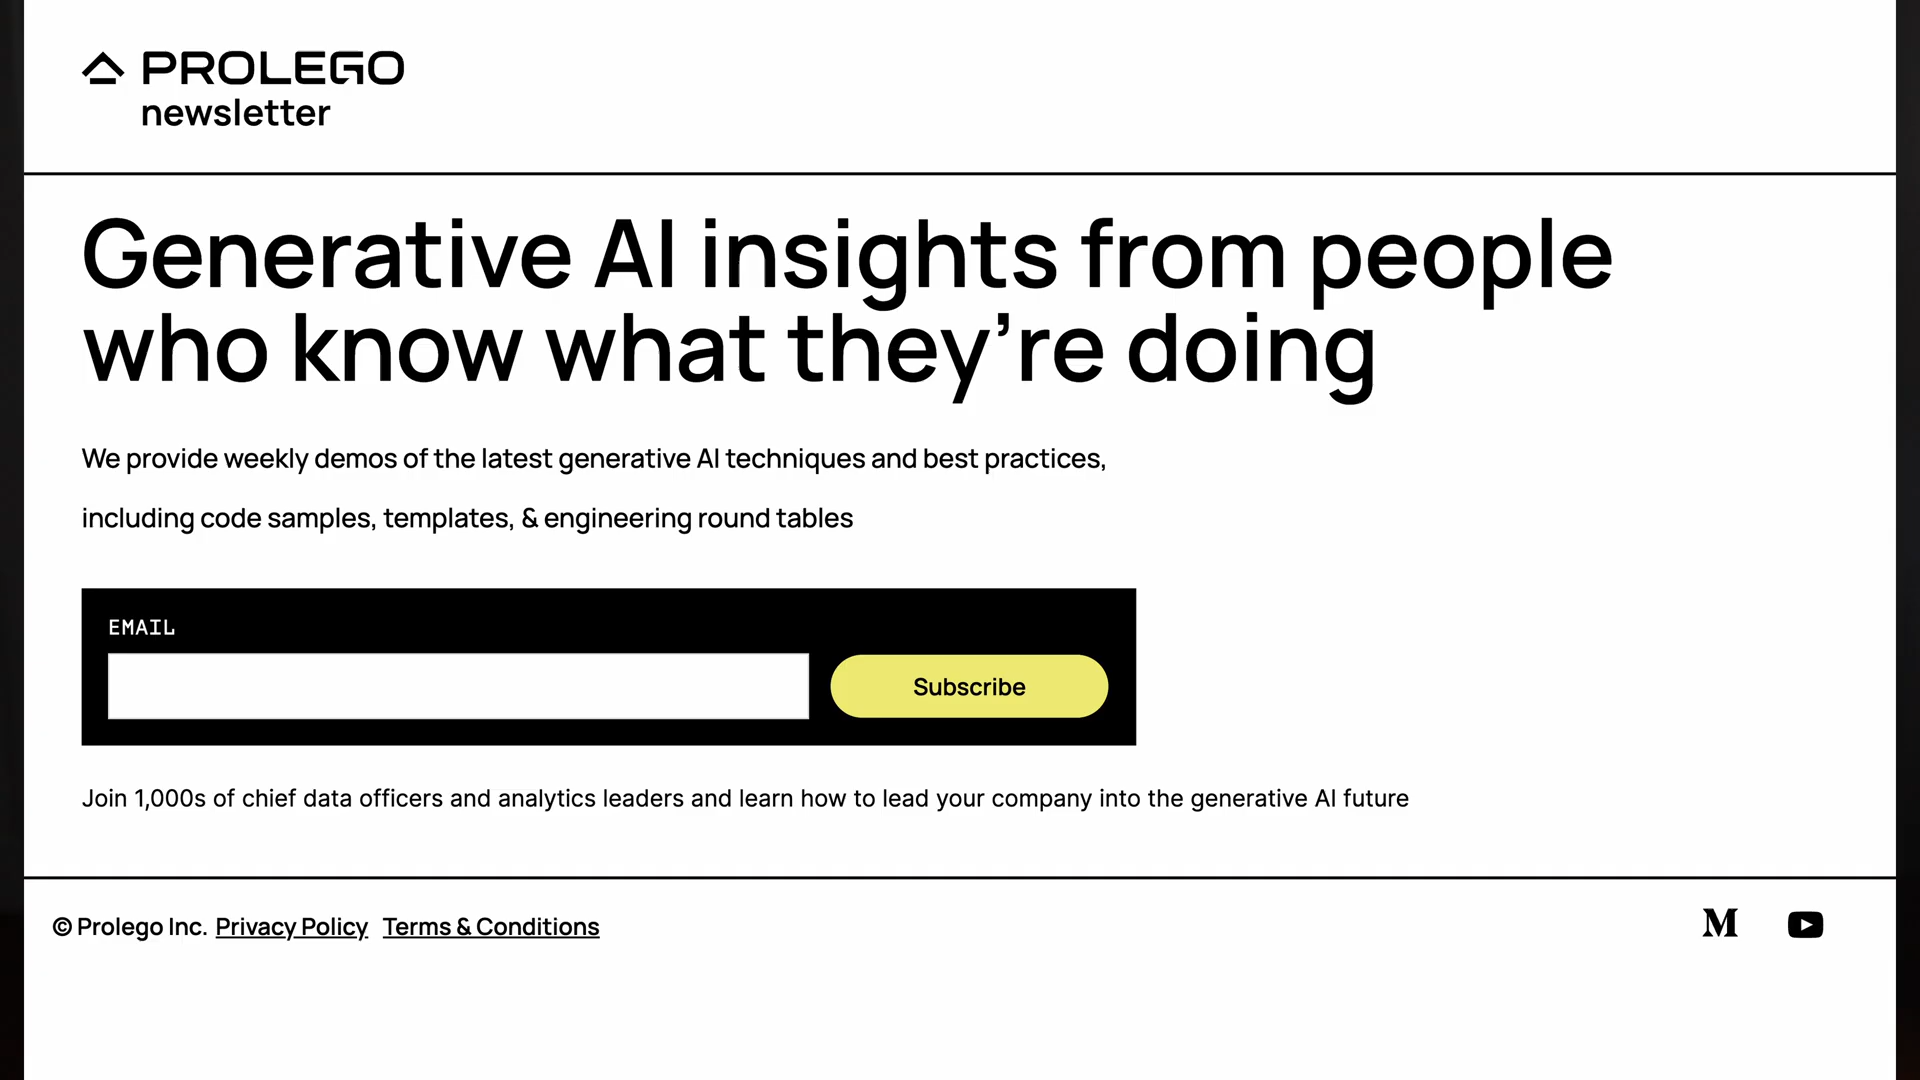 PROLEGO
newsletter
Generative AI insights from people
who know what they’re doing
We provide weekly demos of the latest generative AI techniques and best practices,
including code samples, templates, & engineering round tables
EMAIL
Subscribe
Join 1,000s of chief data officers and analytics leaders and learn how to lead your company into the generative AI future
© Prolego Inc. Privacy Policy Terms & Conditions
M